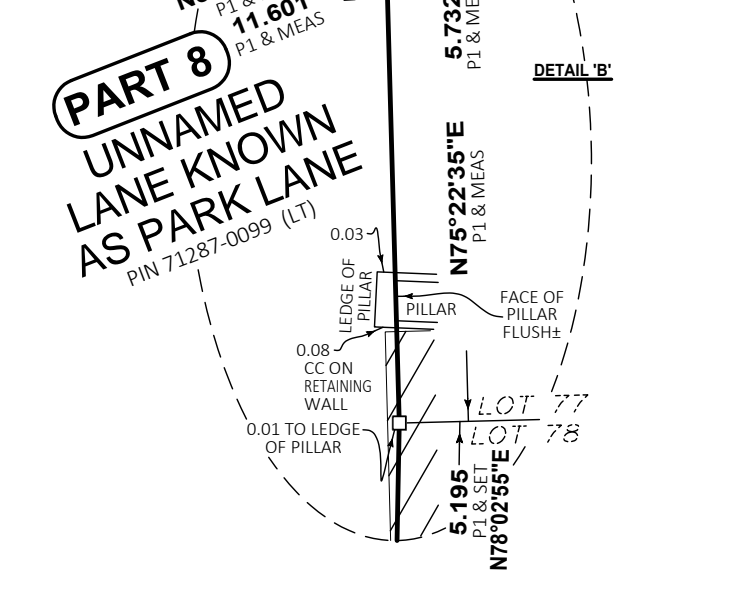 P1 &
11.601
P1 & MEAS
5.732
P1 &
DETAIL 'B'
PART 8
UNNAMED
LANE KNOWN
AS PARK LANE
PIN 71287-0099 (LT)
N75°22'35"E
P1 & MEAS
0.03
LEDGE OF
PILLAR
PILLAR
FACE OF
PILLAR
FLUSH±
0.08
CC ON
RETAINING
WALL
0.01 TO LEDGE
OF PILLAR
LOT 77
LOT 78
5.195
P1 & SET
N78°02'55"E